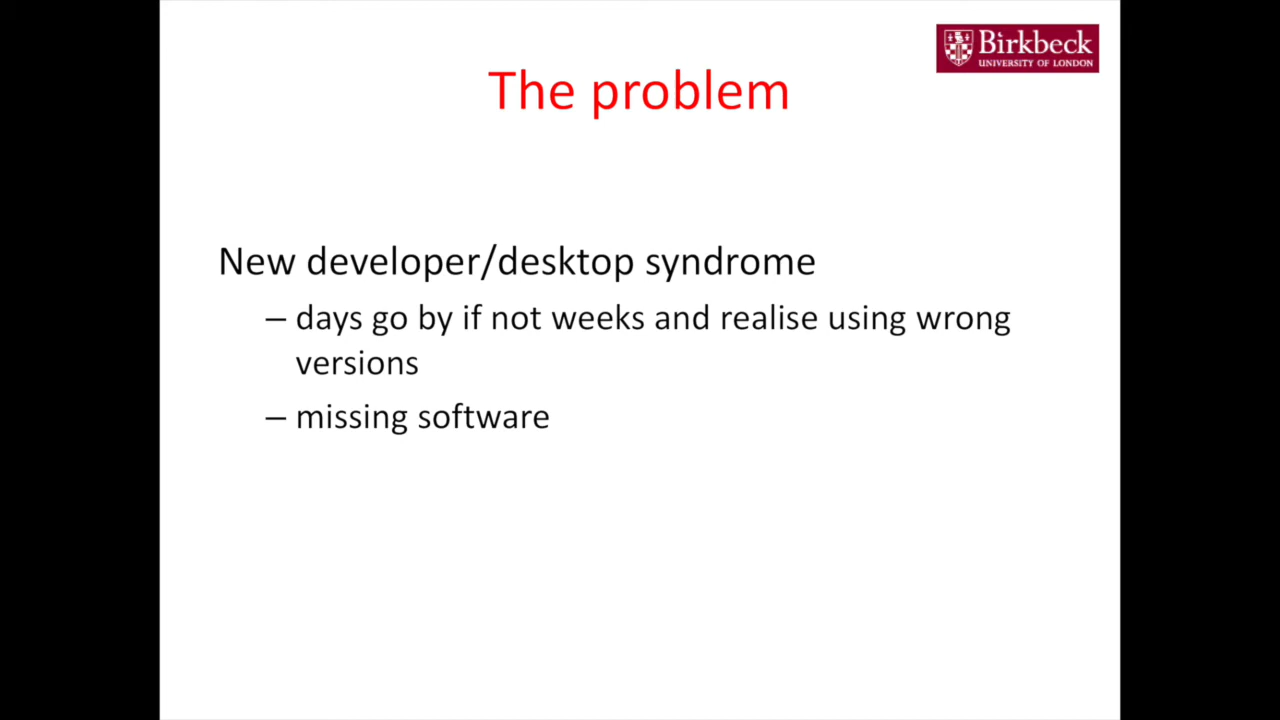 Birkbeck
UNIVERSITY OF LONDON
The problem
New developer/desktop syndrome
– days go by if not weeks and realise using wrong
versions
– missing software